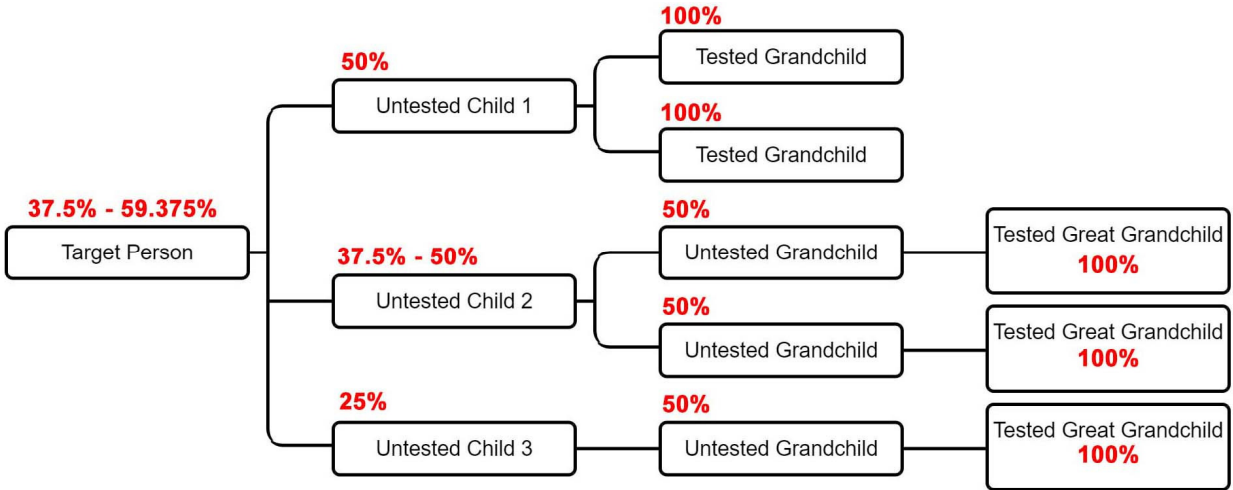 100%
Tested Grandchild
50%
Untested Child 1
100%
Tested Grandchild
37.5% - 59.375%
Target Person
37.5% - 50%
Untested Child 2
50%
Untested Grandchild
Tested Great Grandchild
100%
50%
Untested Grandchild
Tested Great Grandchild
100%
25%
Untested Child 3
50%
Untested Grandchild
Tested Great Grandchild
100%